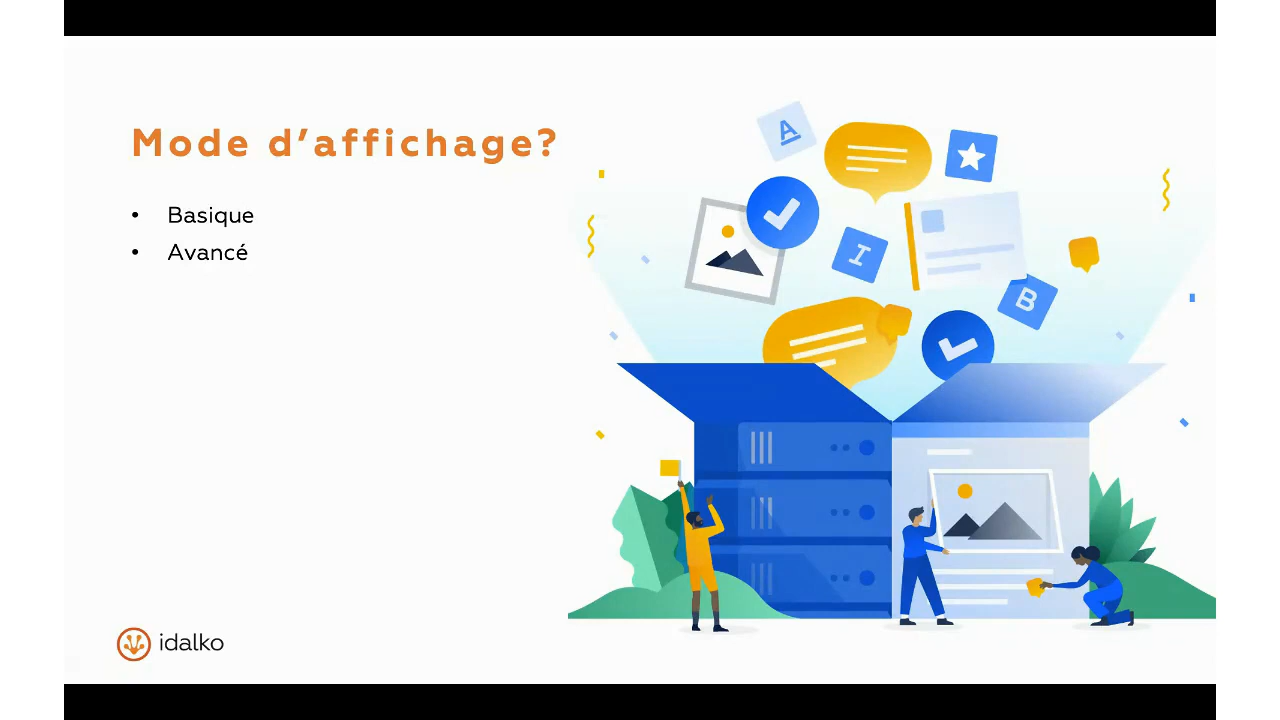 Mode d’affichage?
• Basique
• Avancé
A
I
B
idalko